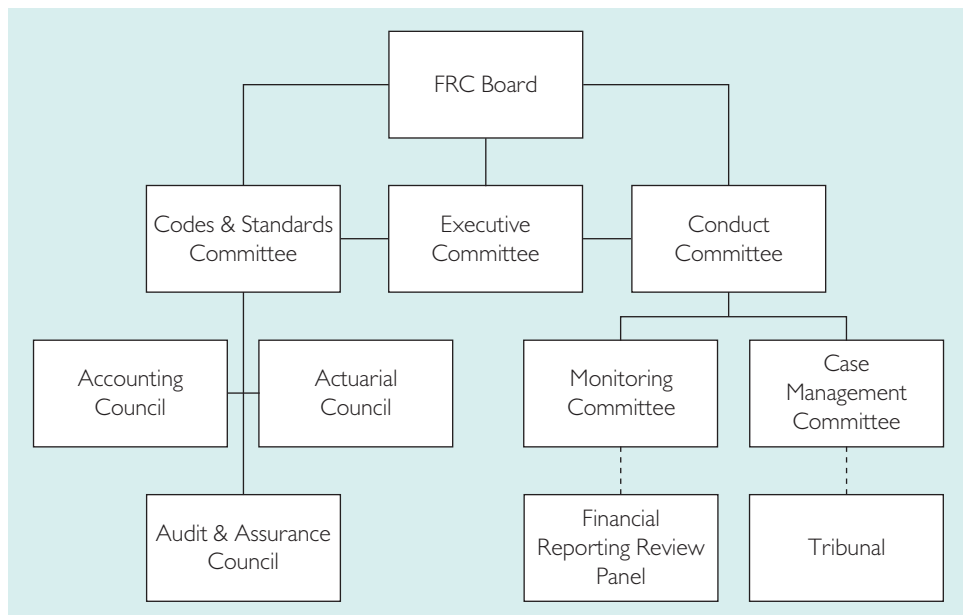 FRC Board
Codes & Standards
Committee
Executive
Committee
Conduct
Committee
Accounting
Council
Actuarial
Council
Monitoring
Committee
Case
Management
Committee
Audit & Assurance
Council
Financial
Reporting Review
Panel
Tribunal